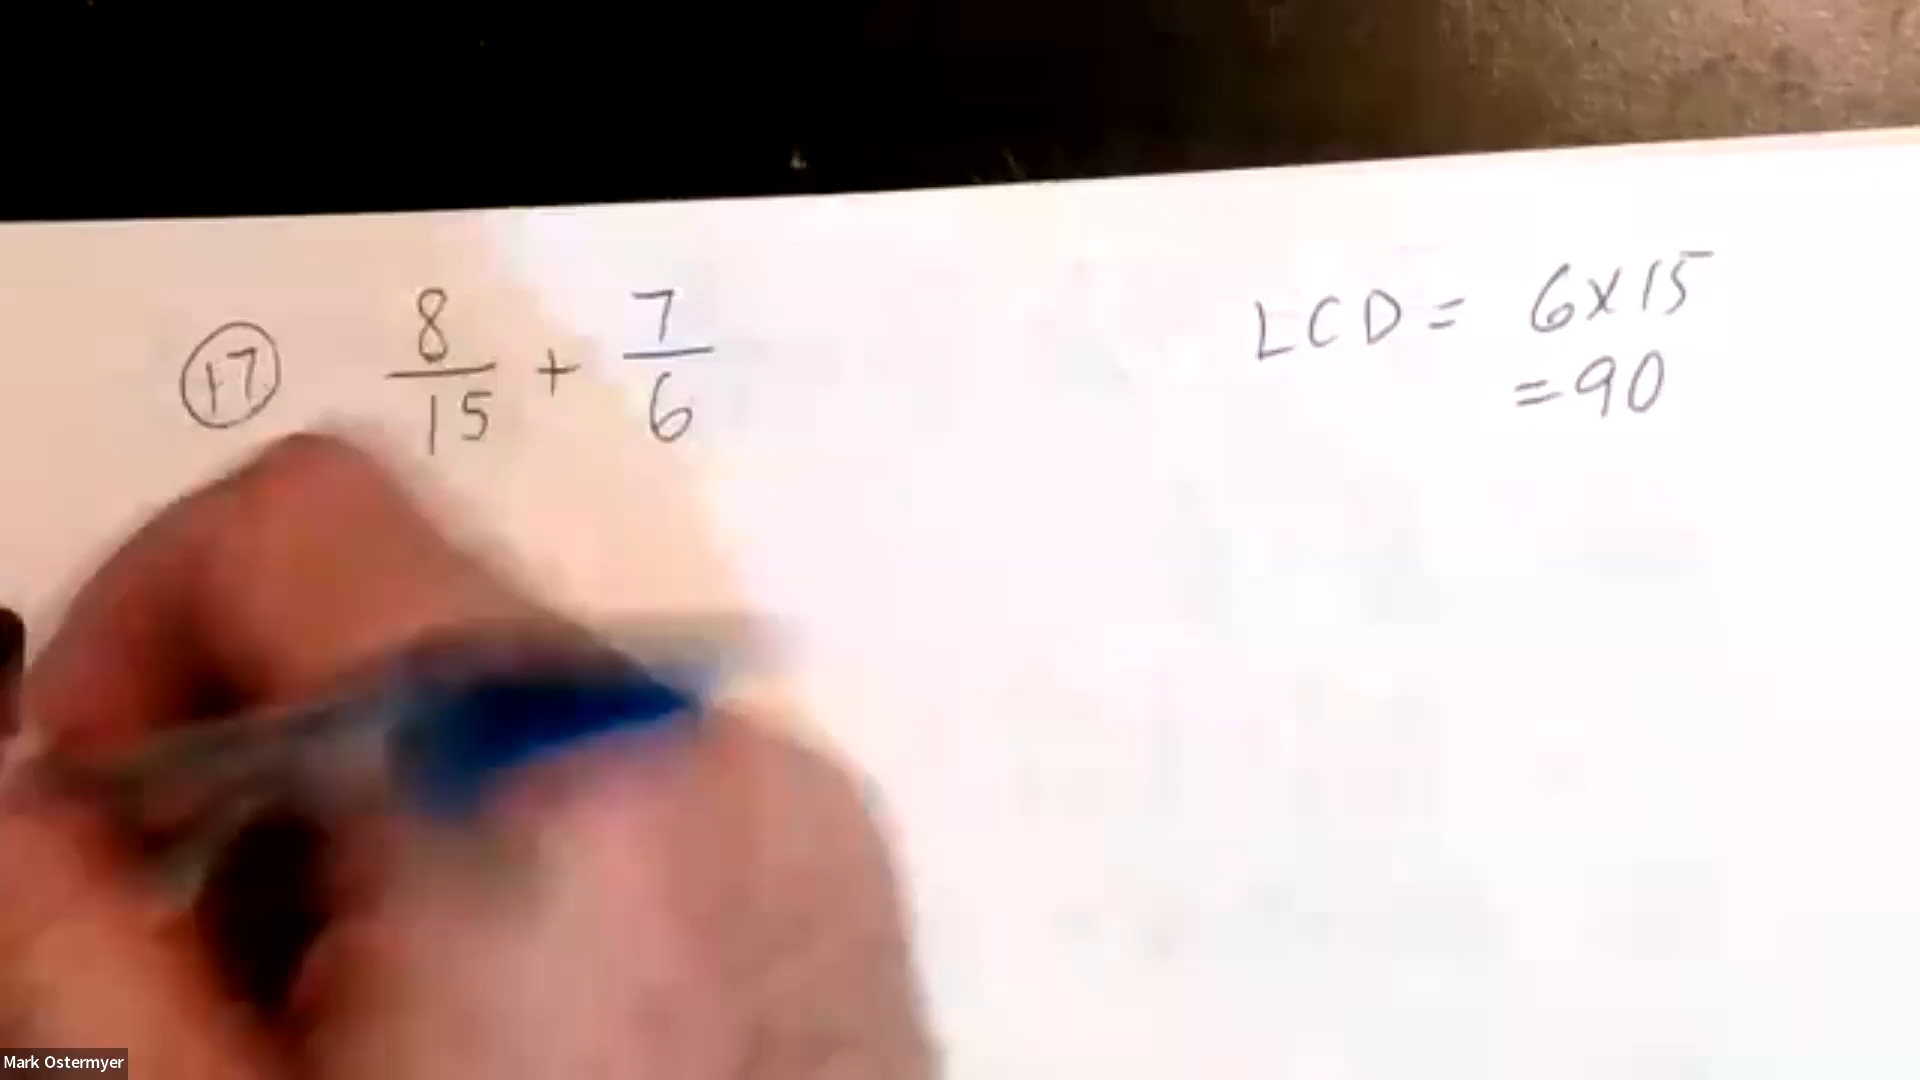 17 8/15 + 7/6
LCD = 6x15
= 90
Mark Ostermyer